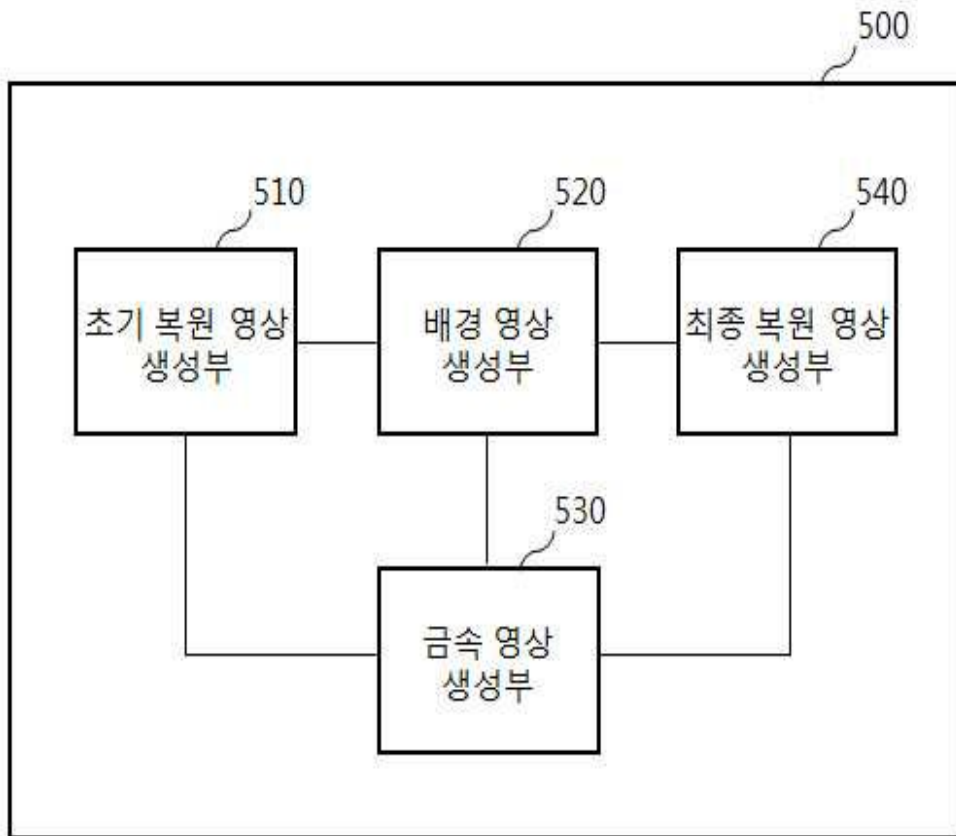 500
510
520
540
초기 복원 영상
생성부
배경 영상
생성부
최종 복원 영상
생성부
530
금속 영상
생성부